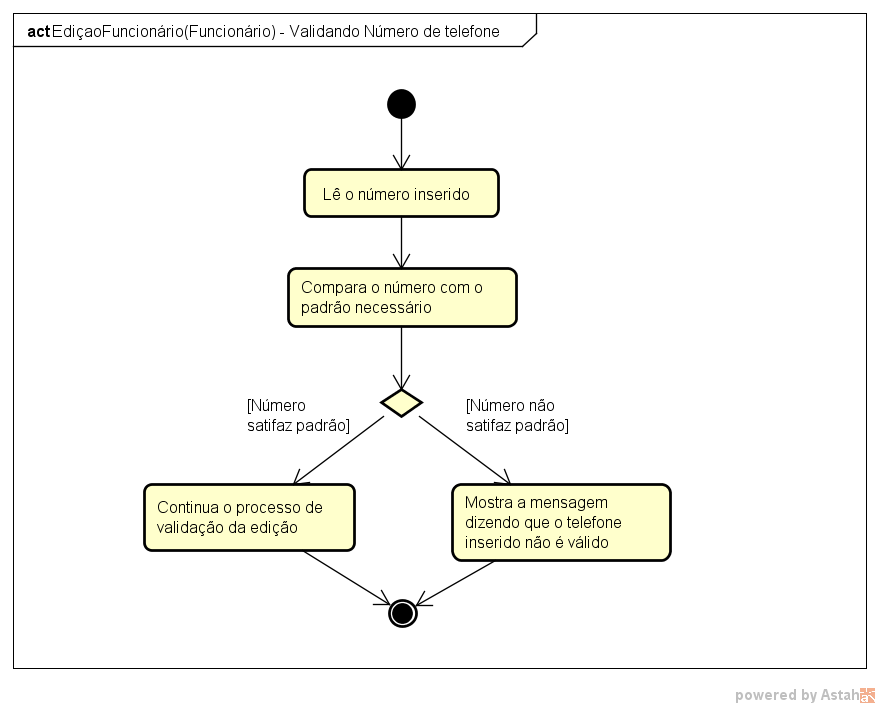 act EdiçaoFuncionário(Funcionário) - Validando Número de telefone
Lê o número inserido
Compara o número com o
padrão necessário
[Número
satifaz padrão]
[Número não
satifaz padrão]
Continua o processo de
validação da edição
Mostra a mensagem
dizendo que o telefone
inserido não é válido
powered by Astah